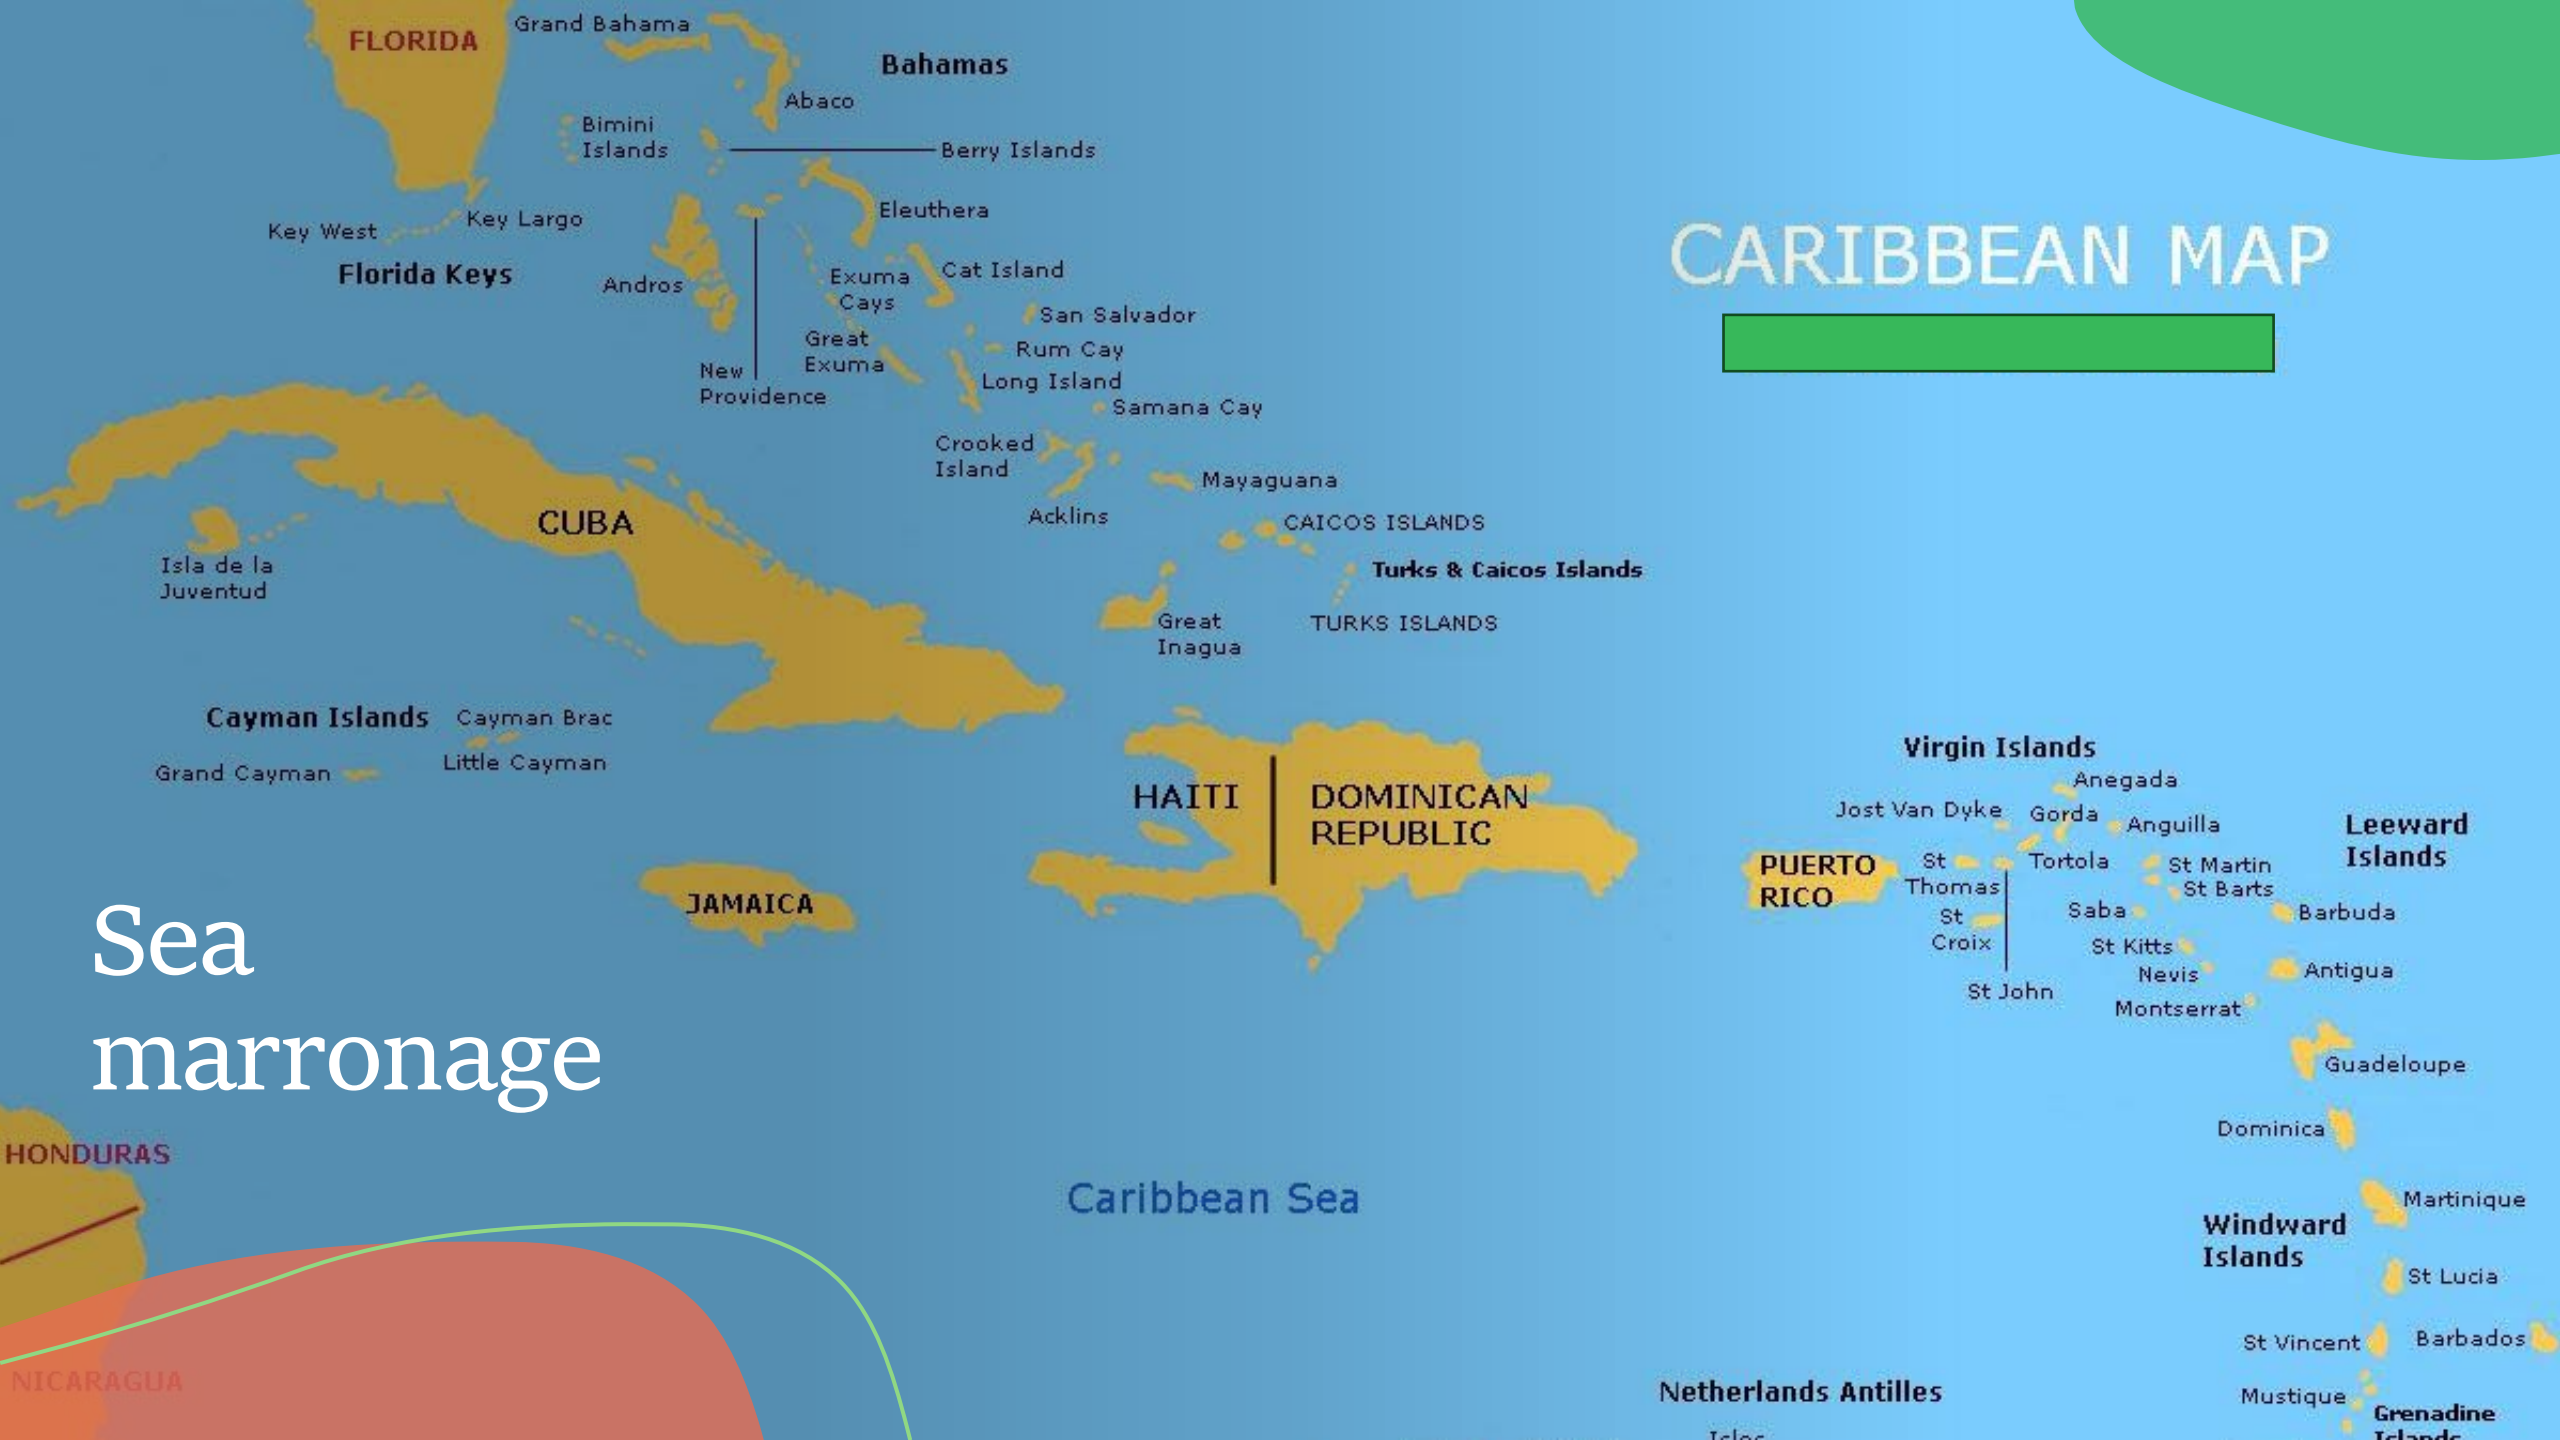 FLORIDA
Grand Bahama
Bahamas
Abaco
Bimini
Islands
Berry Islands
Key West
Key Largo
Florida Keys
Eleuthera
Andros
Exuma
Cays
Cat Island
CARIBBEAN MAP
San Salvador
Great
Exuma
Rum Cay
New
Providence
Long Island
Samana Cay
Crooked
Island
Mayaguana
Acklins
CUBA
CAICOS ISLANDS
Isla de la
Juventud
Turks & Caicos Islands
Great
Inagua
TURKS ISLANDS
Cayman Islands
Cayman Brac
Grand Cayman
Little Cayman
HAITI
DOMINICAN
REPUBLIC
JAMAICA
PUERTO
RICO
Virgin Islands
Anegada
Jost Van Dyke
Gorda
Anguilla
Leeward
Islands
St
Thomas
Tortola
St Martin
St Barts
St
Croix
Saba
Barbuda
St Kitts
Nevis
Antigua
St John
Montserrat
Sea
marronage
Guadeloupe
Dominica
HONDURAS
Caribbean Sea
Martinique
Windward
Islands
St Lucia
St Vincent
Barbados
NICARAGUA
Netherlands Antilles
Mustique
Grenadine